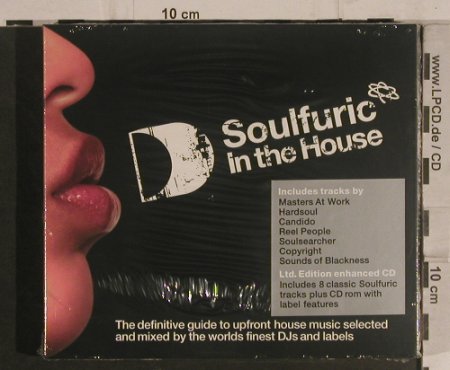 10 cm
www.LPCD.de / CD
10 cm
D
Soulfuric
in the House
Includes tracks by
Masters At Work
Hardsoul
Candido
Reel People
Soulsearcher
Copyright
Sounds of Blackness
Ltd. Edition enhanced CD
Includes 8 classic Soulfuric
tracks plus CD rom with
label features
The definitive guide to upfront house music selected
and mixed by the worlds finest DJs and labels